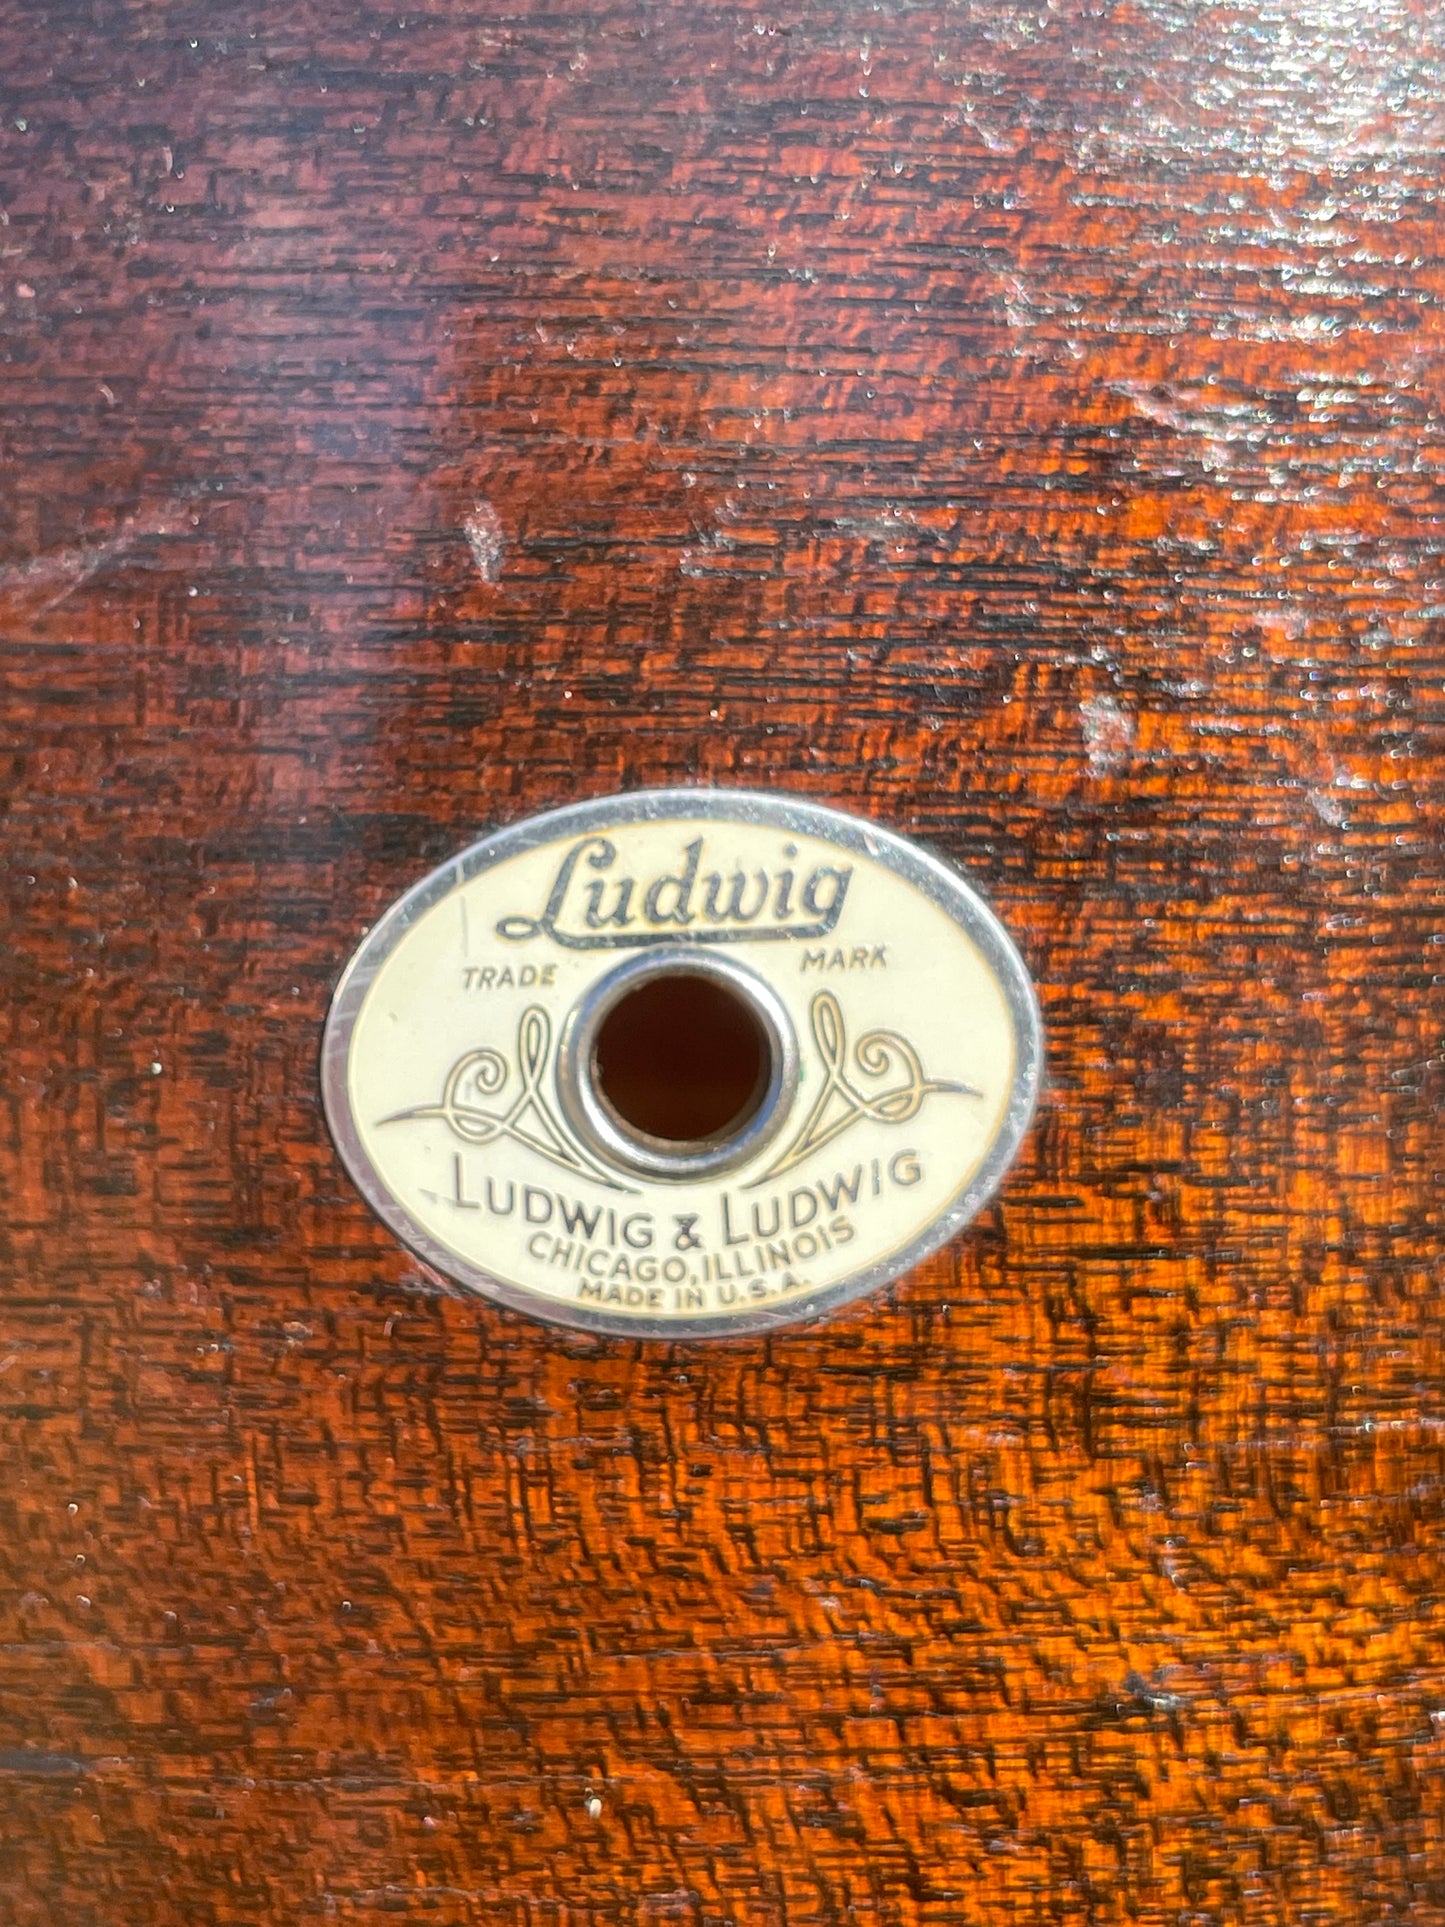 Ludwig
TRADE MARK
LUDWIG & LUDWIG
CHICAGO, ILLINOIS
MADE IN U.S.A.